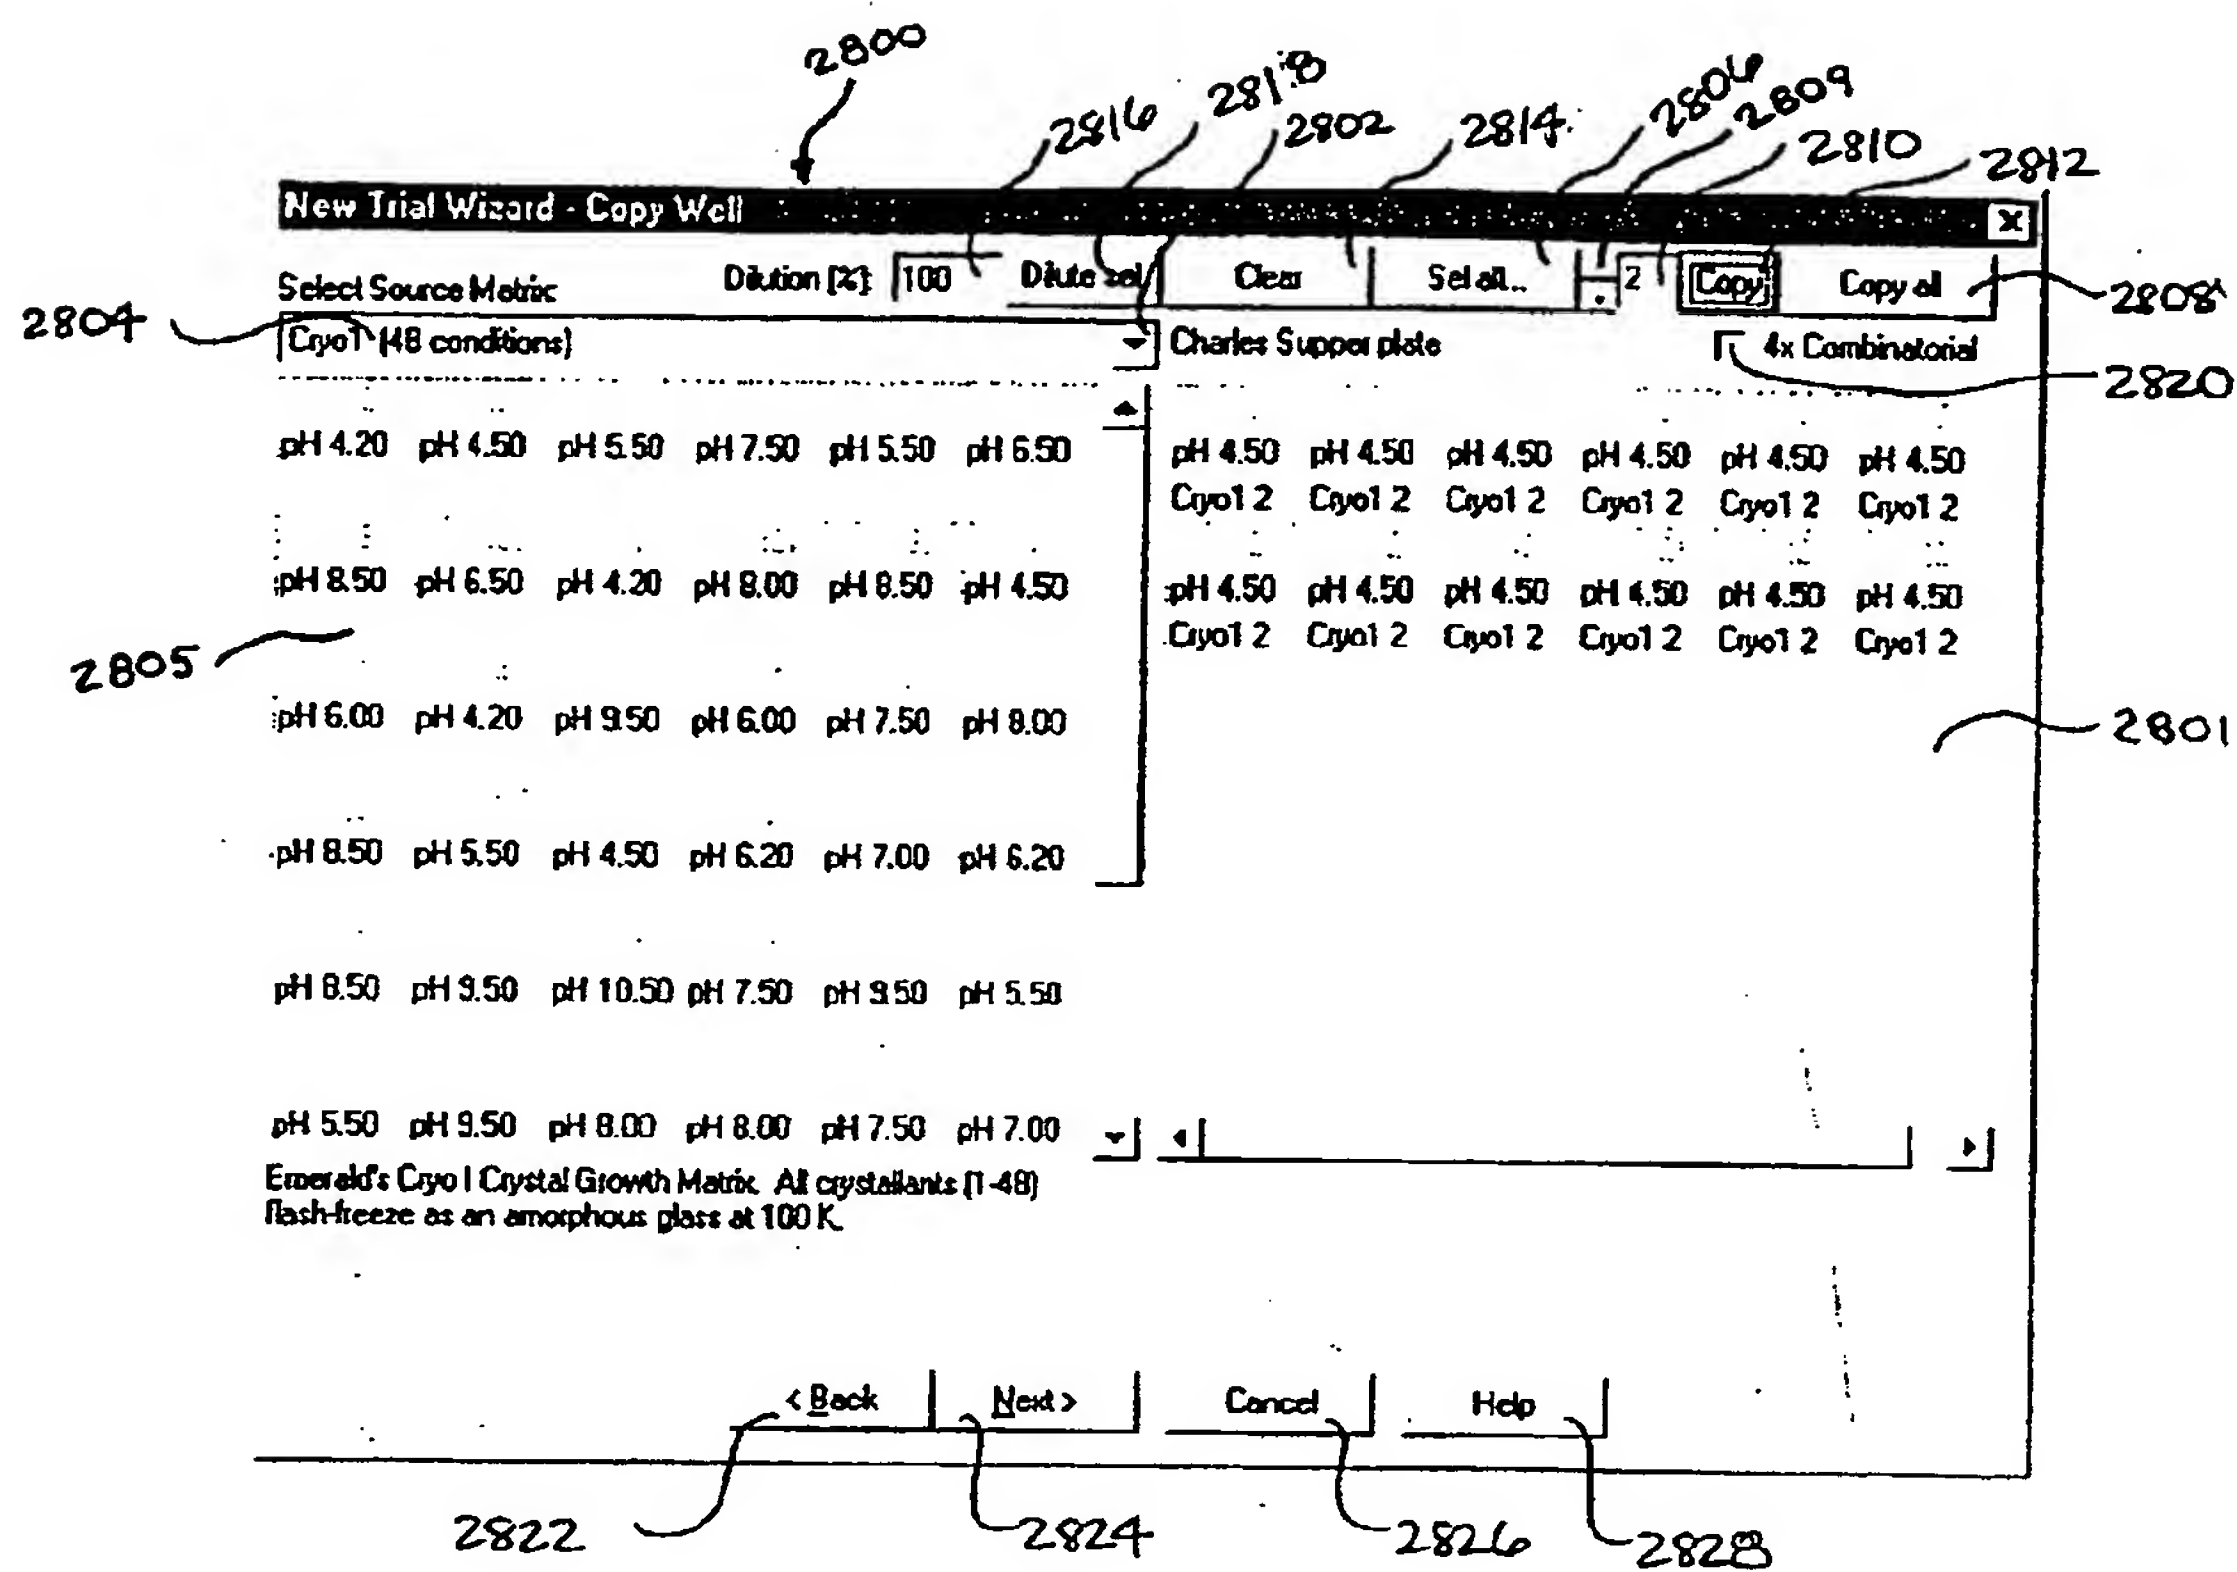 2800
2816 2818 2802 2814 2806 2809 2810 2812
New Trial Wizard - Copy Well X
Select Source Matrix Dilution [%]: 100 Dilute sel Clear Sel all... 2 Copy Copy all 2808
2804 Cryo1 (48 conditions) Charles Supper plate 4x Combinatorial
2820
pH 4.20 pH 4.50 pH 5.50 pH 7.50 pH 5.50 pH 6.50 pH 4.50 pH 4.50 pH 4.50 pH 4.50 pH 4.50 pH 4.50
Cryo1 2 Cryo1 2 Cryo1 2 Cryo1 2 Cryo1 2 Cryo1 2
pH 8.50 pH 6.50 pH 4.20 pH 8.00 pH 8.50 pH 4.50 pH 4.50 pH 4.50 pH 4.50 pH 4.50 pH 4.50 pH 4.50
2805 Cryo1 2 Cryo1 2 Cryo1 2 Cryo1 2 Cryo1 2 Cryo1 2
pH 6.00 pH 4.20 pH 9.50 pH 6.00 pH 7.50 pH 8.00 2801
pH 8.50 pH 5.50 pH 4.50 pH 6.20 pH 7.00 pH 6.20
pH 8.50 pH 9.50 pH 10.50 pH 7.50 pH 9.50 pH 5.50
pH 5.50 pH 9.50 pH 8.00 pH 8.00 pH 7.50 pH 7.00
Emerald's Cryo I Crystal Growth Matrix. All crystallants (1-48)
flash-freeze as an amorphous glass at 100 K.
< Back Next > Cancel Help
2822 2824 2826 2828